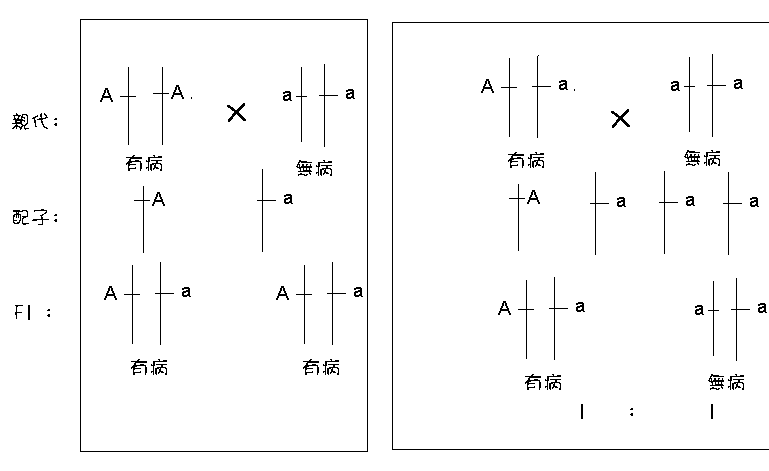 A A . × a a A a . × a a
親代：
有病 無病 有病 無病
配子： A a A a a a
F1 ： A a A a A a a a
有病 有病 有病 無病
1 ： 1